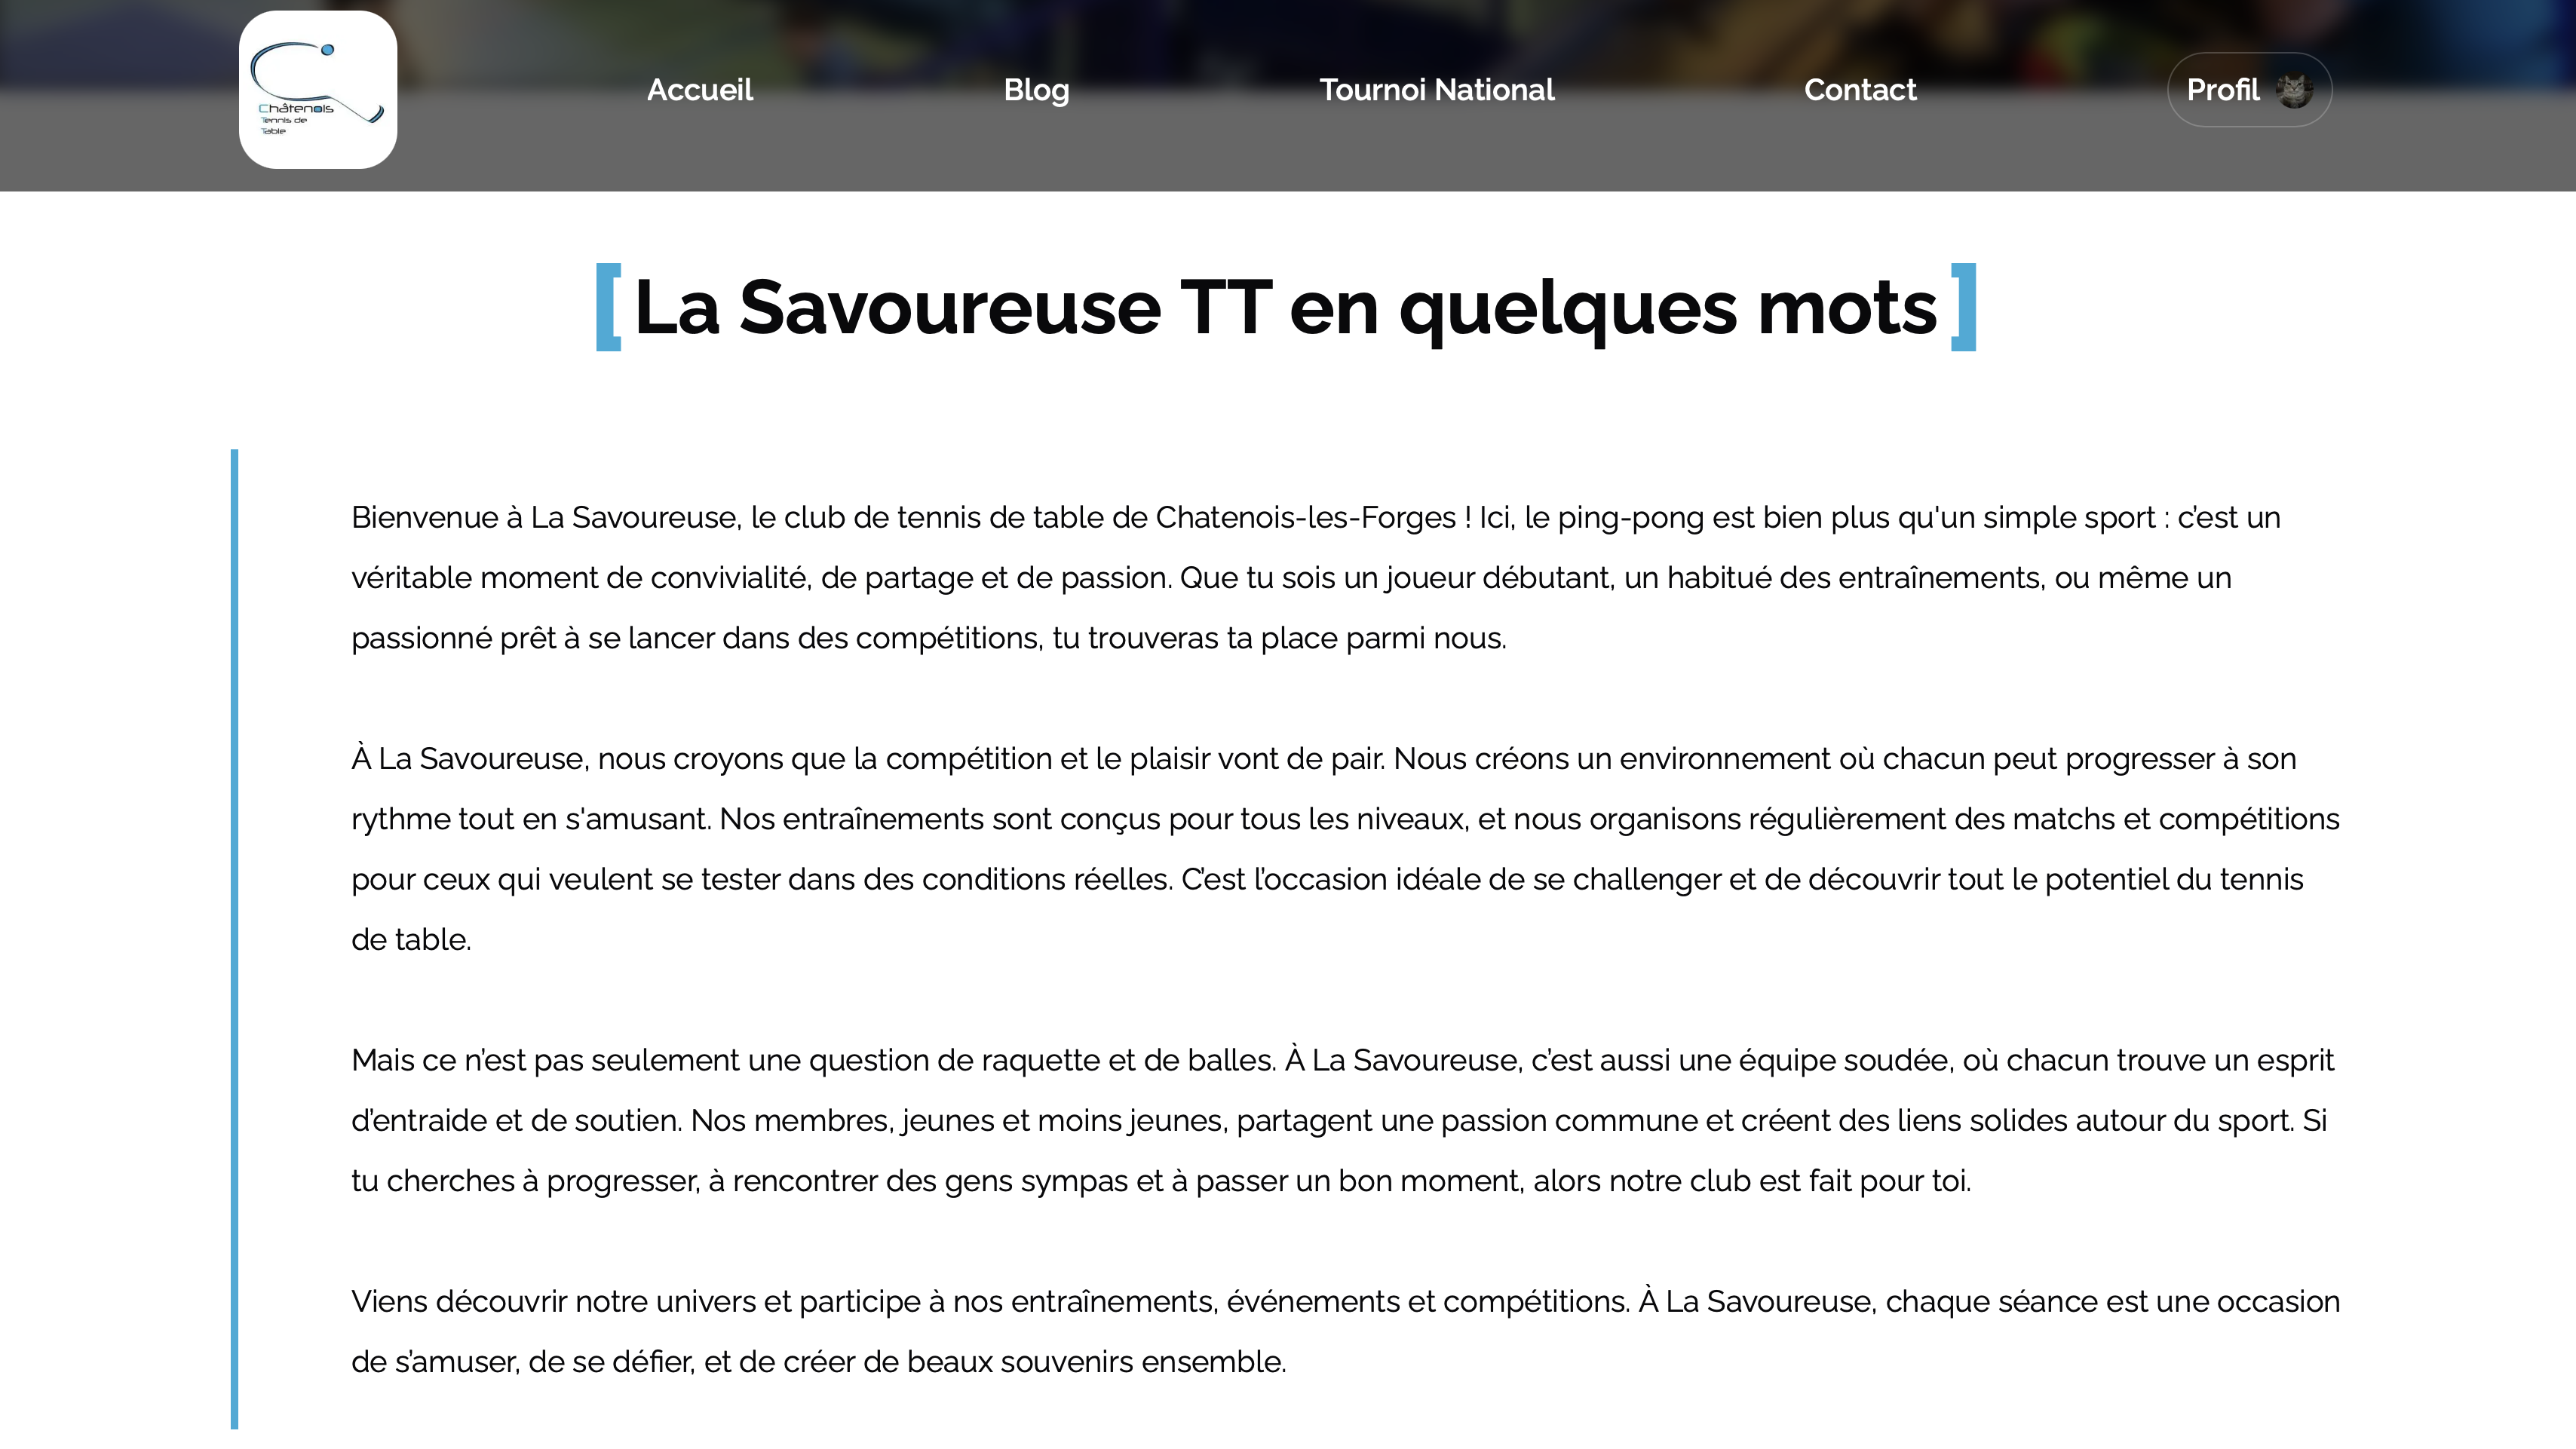 Châtenois
Tennis de
Table
Accueil
Blog
Tournoi National
Contact
Profil
[La Savoureuse TT en quelques mots]
Bienvenue à La Savoureuse, le club de tennis de table de Chatenois-les-Forges ! Ici, le ping-pong est bien plus qu'un simple sport : c’est un
véritable moment de convivialité, de partage et de passion. Que tu sois un joueur débutant, un habitué des entraînements, ou même un
passionné prêt à se lancer dans des compétitions, tu trouveras ta place parmi nous.
À La Savoureuse, nous croyons que la compétition et le plaisir vont de pair. Nous créons un environnement où chacun peut progresser à son
rythme tout en s'amusant. Nos entraînements sont conçus pour tous les niveaux, et nous organisons régulièrement des matchs et compétitions
pour ceux qui veulent se tester dans des conditions réelles. C’est l’occasion idéale de se challenger et de découvrir tout le potentiel du tennis
de table.
Mais ce n’est pas seulement une question de raquette et de balles. À La Savoureuse, c’est aussi une équipe soudée, où chacun trouve un esprit
d’entraide et de soutien. Nos membres, jeunes et moins jeunes, partagent une passion commune et créent des liens solides autour du sport. Si
tu cherches à progresser, à rencontrer des gens sympas et à passer un bon moment, alors notre club est fait pour toi.
Viens découvrir notre univers et participe à nos entraînements, événements et compétitions. À La Savoureuse, chaque séance est une occasion
de s’amuser, de se défier, et de créer de beaux souvenirs ensemble.